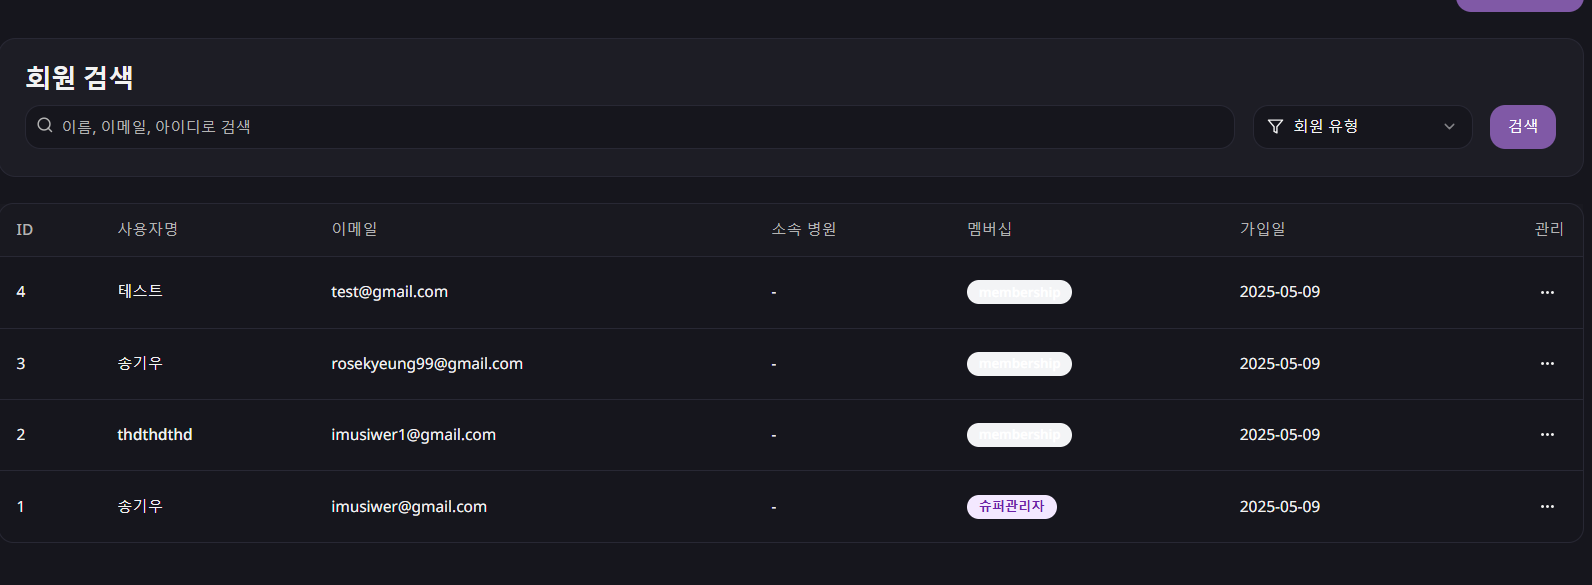 회원 검색
이름, 이메일, 아이디로 검색
회원 유형
검색
ID 사용자명 이메일 소속 병원 멤버십 가입일 관리
4 테스트 test@gmail.com - membership 2025-05-09 ...
3 송기우 rosekyeung99@gmail.com - membership 2025-05-09 ...
2 thdthdthd imusiwer1@gmail.com - membership 2025-05-09 ...
1 송기우 imusiwer@gmail.com - 슈퍼관리자 2025-05-09 ...